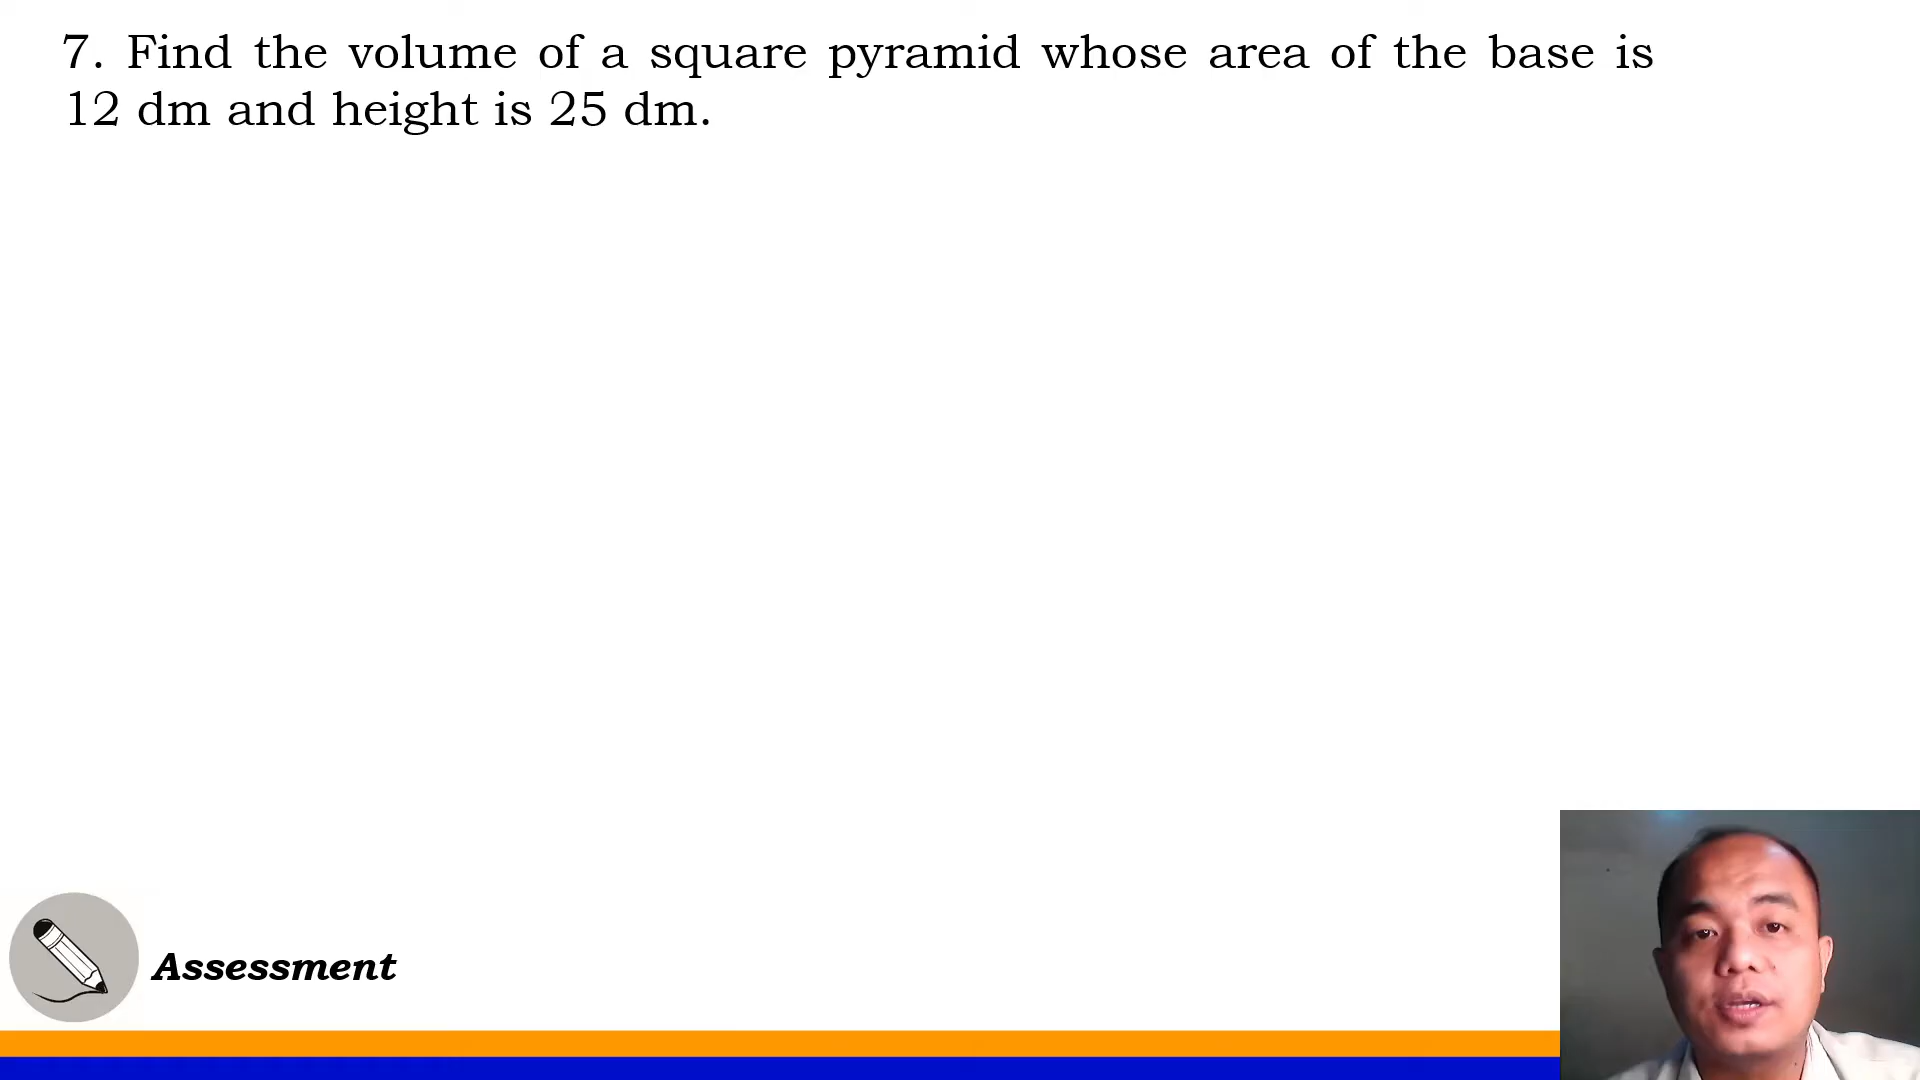 7. Find the volume of a square pyramid whose area of the base is
12 dm and height is 25 dm.
Assessment